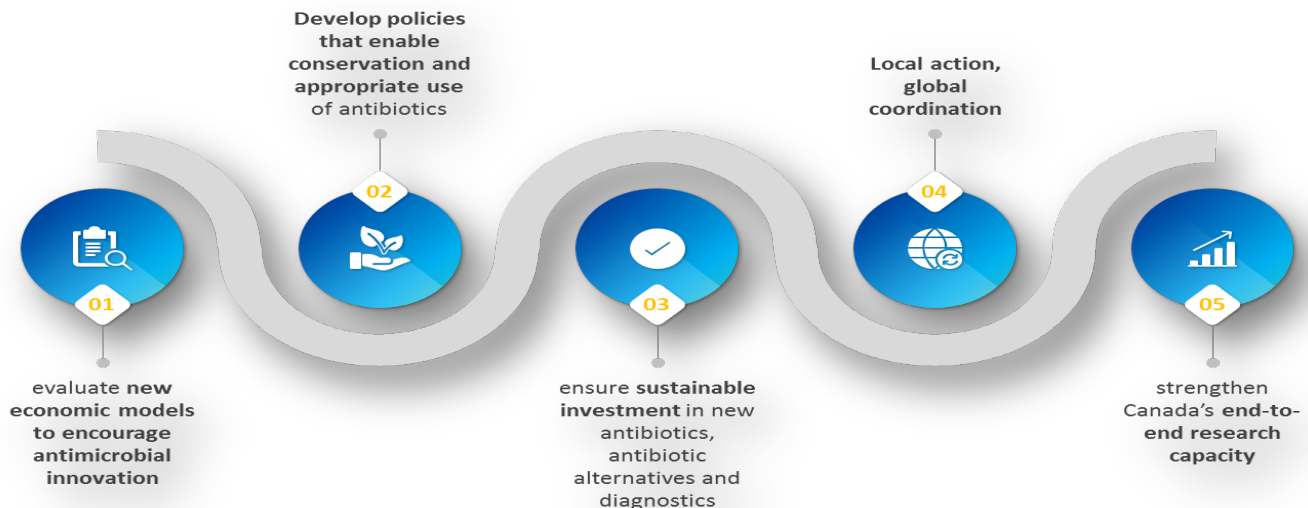 01
evaluate new
economic models
to encourage
antimicrobial
innovation
Develop policies
that enable
conservation and
appropriate use
of antibiotics
02
03
ensure sustainable
investment in new
antibiotics,
antibiotic
alternatives and
diagnostics
Local action,
global
coordination
04
05
strengthen
Canada's end-to-
end research
capacity